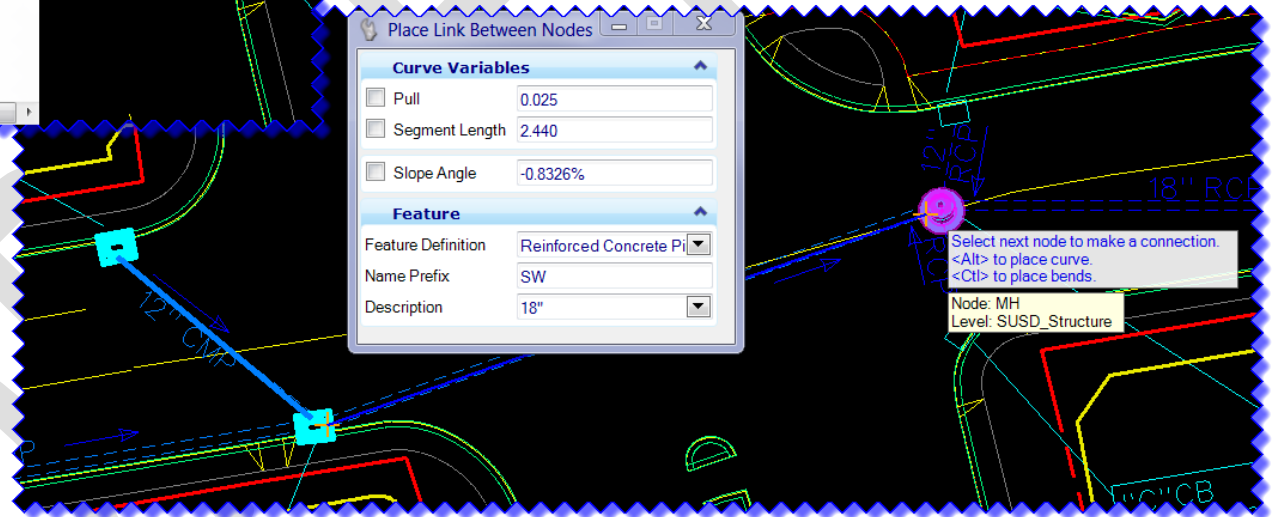 Place Link Between Nodes
Curve Variables
Pull 0.025
Segment Length 2.440
Slope Angle -0.8326%
Feature
Feature Definition Reinforced Concrete Pi
Name Prefix SW
Description 18"
12" CMP
12"
RCP
18" RCP
Select next node to make a connection.
<Alt> to place curve.
<Ctl> to place bends.
Node: MH
Level: SUSD_Structure
"C"CB